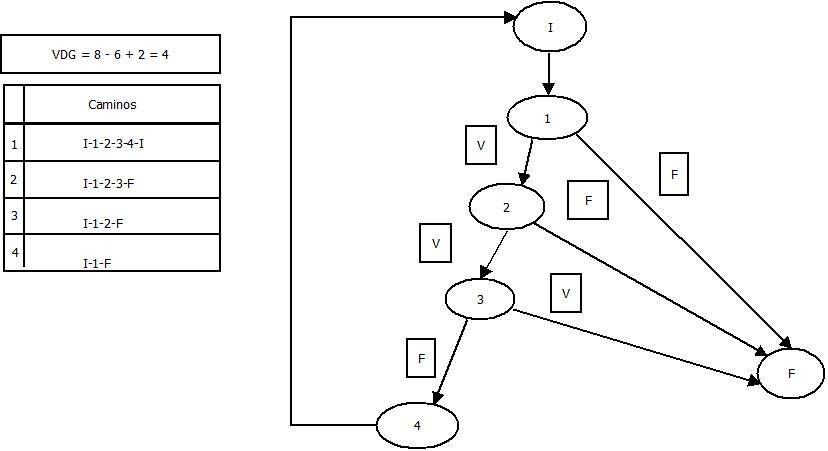 VDG = 8 - 6 + 2 = 4
Caminos
1 I-1-2-3-4-I
2 I-1-2-3-F
3 I-1-2-F
4 I-1-F
I
1
V
F
2
F
V
3
V
F
F
4